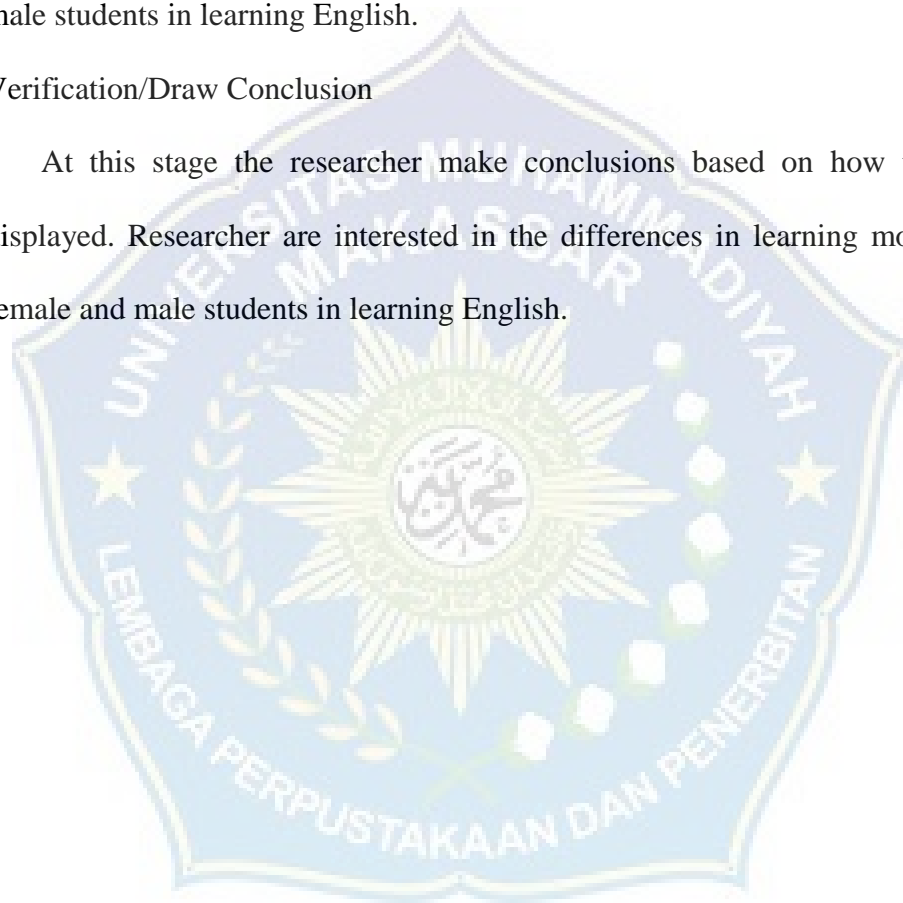 male students in learning English.
Verification/Draw Conclusion
At this stage the researcher make conclusions based on how
displayed. Researcher are interested in the differences in learning
female and male students in learning English.
UNIVERSITAS MUHAMMADIYAH
MAKASSAR
LEMBAGA PERPUSTAKAAN DAN PENERBITAN